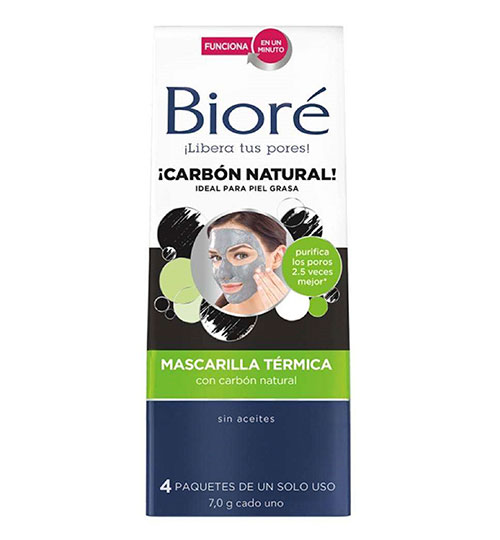 FUNCIONA EN UN MINUTO
Bioré
¡Libera tus pores!
¡CARBÓN NATURAL!
IDEAL PARA PIEL GRASA
purifica
los poros
2.5 veces
mejor*
MASCARILLA TÉRMICA
con carbón natural
sin aceites
4 PAQUETES DE UN SOLO USO
7,0 g cado uno